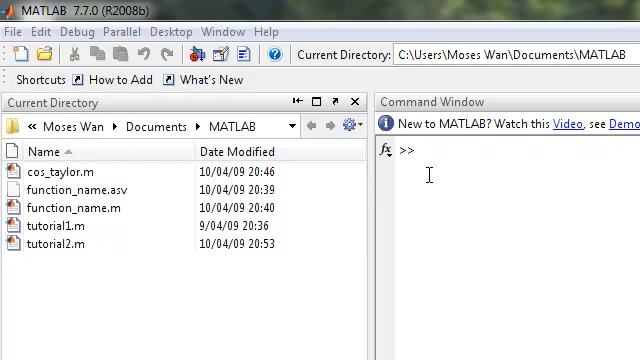 MATLAB 7.7.0 (R2008b)
File Edit Debug Parallel Desktop Window Help
Current Directory: C:\Users\Moses Wan\Documents\MATLAB
Shortcuts How to Add What's New
Current Directory
Command Window
« Moses Wan Documents MATLAB
New to MATLAB? Watch this Video, see Demo
Name Date Modified
fx >>
cos_taylor.m 10/04/09 20:46
function_name.asv 10/04/09 20:39
function_name.m 10/04/09 20:40
tutorial1.m 9/04/09 20:36
tutorial2.m 10/04/09 20:53